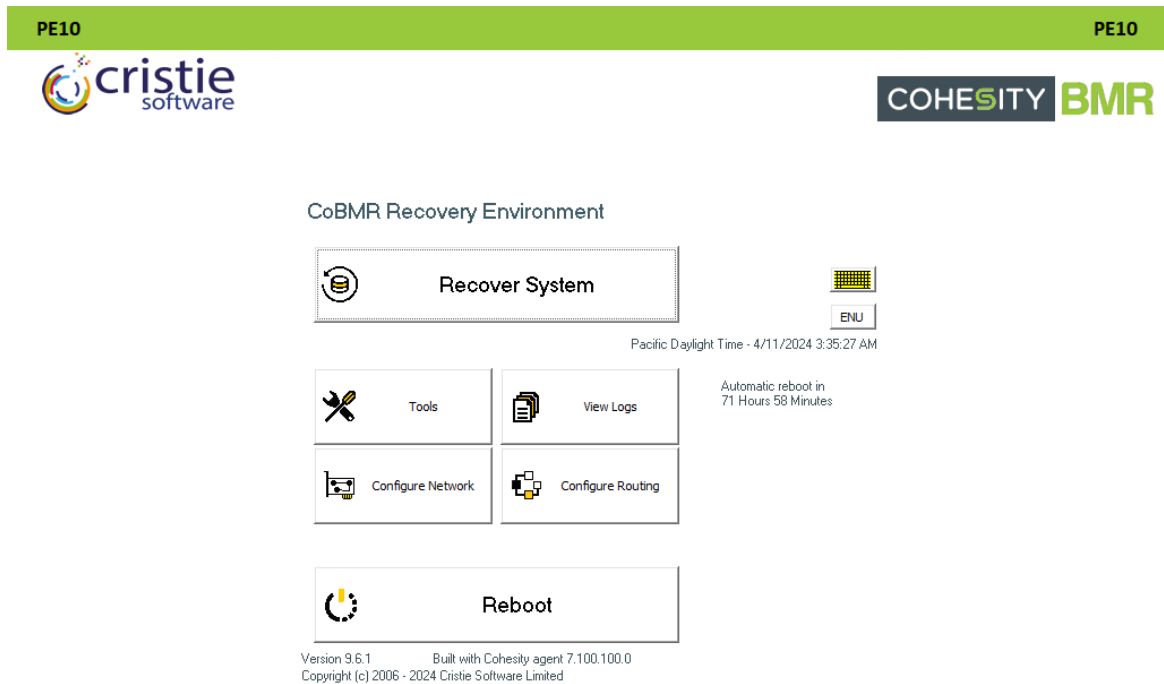 PE10 PE10
cristie
software
COHESITY BMR
CoBMR Recovery Environment
Recover System
ENU
Pacific Daylight Time - 4/11/2024 3:35:27 AM
Tools
View Logs
Automatic reboot in
71 Hours 58 Minutes
Configure Network
Configure Routing
Reboot
Version 9.6.1 Built with Cohesity agent 7.100.100.0
Copyright (c) 2006 - 2024 Cristie Software Limited